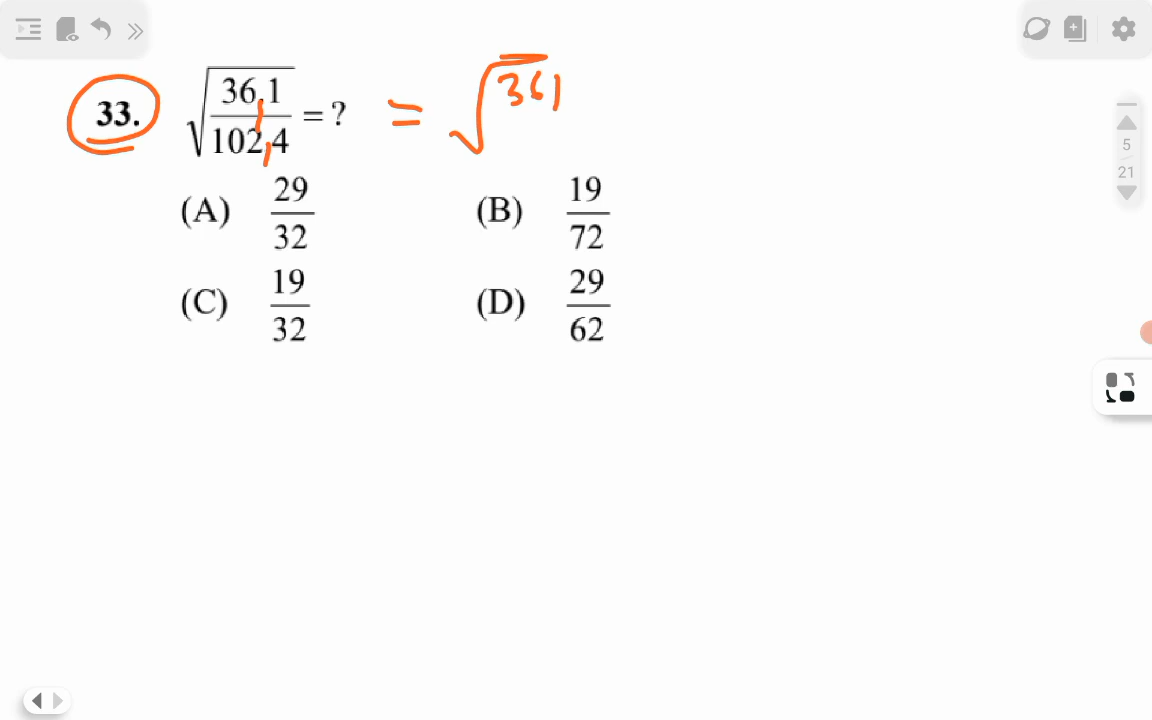 33. √(36,1/102,4) = ? = √361
(A) 29/32 (B) 19/72
(C) 19/32 (D) 29/62
5
21